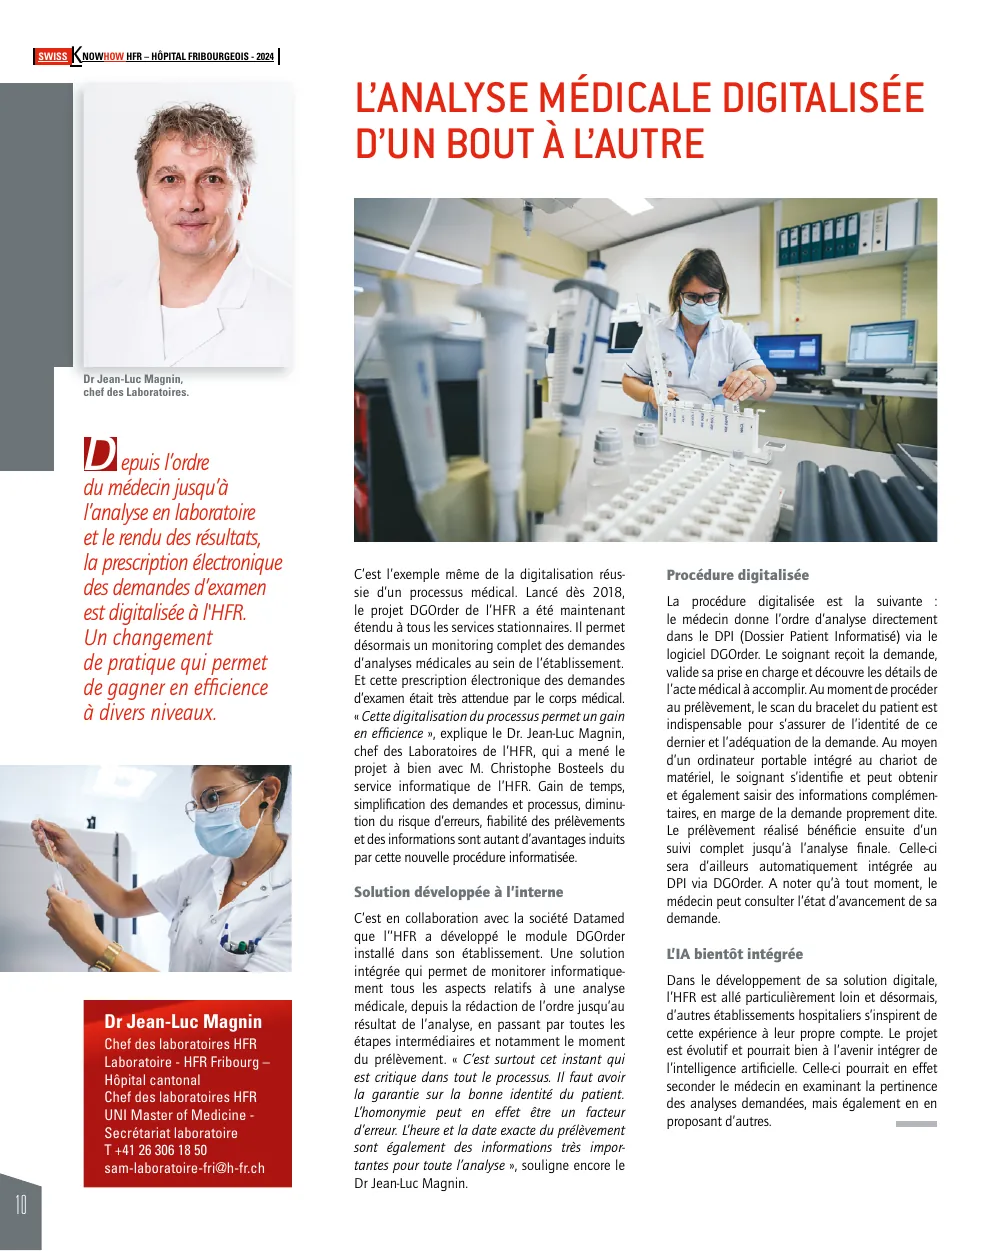 SWISS KNOWHOW HFR – HÔPITAL FRIBOURGEOIS - 2024
L’ANALYSE MÉDICALE DIGITALISÉE
D’UN BOUT À L’AUTRE
Dr Jean-Luc Magnin,
chef des Laboratoires.
Depuis l’ordre
du médecin jusqu’à
l’analyse en laboratoire
et le rendu des résultats,
la prescription électronique
des demandes d’examen
est digitalisée à l'HFR.
Un changement
de pratique qui permet
de gagner en efficience
à divers niveaux.
Dr Jean-Luc Magnin
Chef des laboratoires HFR
Laboratoire - HFR Fribourg –
Hôpital cantonal
Chef des laboratoires HFR
UNI Master of Medicine -
Secrétariat laboratoire
T +41 26 306 18 50
sam-laboratoire-fri@h-fr.ch
C’est l’exemple même de la digitalisation réus-
sie d’un processus médical. Lancé dès 2018,
le projet DGOrder de l’HFR a été maintenant
étendu à tous les services stationnaires. Il permet
désormais un monitoring complet des demandes
d’analyses médicales au sein de l’établissement.
Et cette prescription électronique des demandes
d’examen était très attendue par le corps médical.
« Cette digitalisation du processus permet un gain
en efficience », explique le Dr. Jean-Luc Magnin,
chef des Laboratoires de l’HFR, qui a mené le
projet à bien avec M. Christophe Bosteels du
service informatique de l’HFR. Gain de temps,
simplification des demandes et processus, diminu-
tion du risque d’erreurs, fiabilité des prélèvements
et des informations sont autant d’avantages induits
par cette nouvelle procédure informatisée.
Solution développée à l’interne
C’est en collaboration avec la société Datamed
que l’’HFR a développé le module DGOrder
installé dans son établissement. Une solution
intégrée qui permet de monitorer informatique-
ment tous les aspects relatifs à une analyse
médicale, depuis la rédaction de l’ordre jusqu’au
résultat de l’analyse, en passant par toutes les
étapes intermédiaires et notamment le moment
du prélèvement. « C’est surtout cet instant qui
est critique dans tout le processus. Il faut avoir
la garantie sur la bonne identité du patient.
L’homonymie peut en effet être un facteur
d’erreur. L’heure et la date exacte du prélèvement
sont également des informations très impor-
tantes pour toute l’analyse », souligne encore le
Dr Jean-Luc Magnin.
Procédure digitalisée
La procédure digitalisée est la suivante :
le médecin donne l’ordre d’analyse directement
dans le DPI (Dossier Patient Informatisé) via le
logiciel DGOrder. Le soignant reçoit la demande,
valide sa prise en charge et découvre les détails de
l’acte médical à accomplir. Au moment de procéder
au prélèvement, le scan du bracelet du patient est
indispensable pour s’assurer de l’identité de ce
dernier et l’adéquation de la demande. Au moyen
d’un ordinateur portable intégré au chariot de
matériel, le soignant s’identifie et peut obtenir
et également saisir des informations complémen-
taires, en marge de la demande proprement dite.
Le prélèvement réalisé bénéficie ensuite d’un
suivi complet jusqu’à l’analyse finale. Celle-ci
sera d’ailleurs automatiquement intégrée au
DPI via DGOrder. A noter qu’à tout moment, le
médecin peut consulter l’état d’avancement de sa
demande.
L’IA bientôt intégrée
Dans le développement de sa solution digitale,
l’HFR est allé particulièrement loin et désormais,
d’autres établissements hospitaliers s’inspirent de
cette expérience à leur propre compte. Le projet
est évolutif et pourrait bien à l’avenir intégrer de
l’intelligence artificielle. Celle-ci pourrait en effet
seconder le médecin en examinant la pertinence
des analyses demandées, mais également en en
proposant d’autres.
10